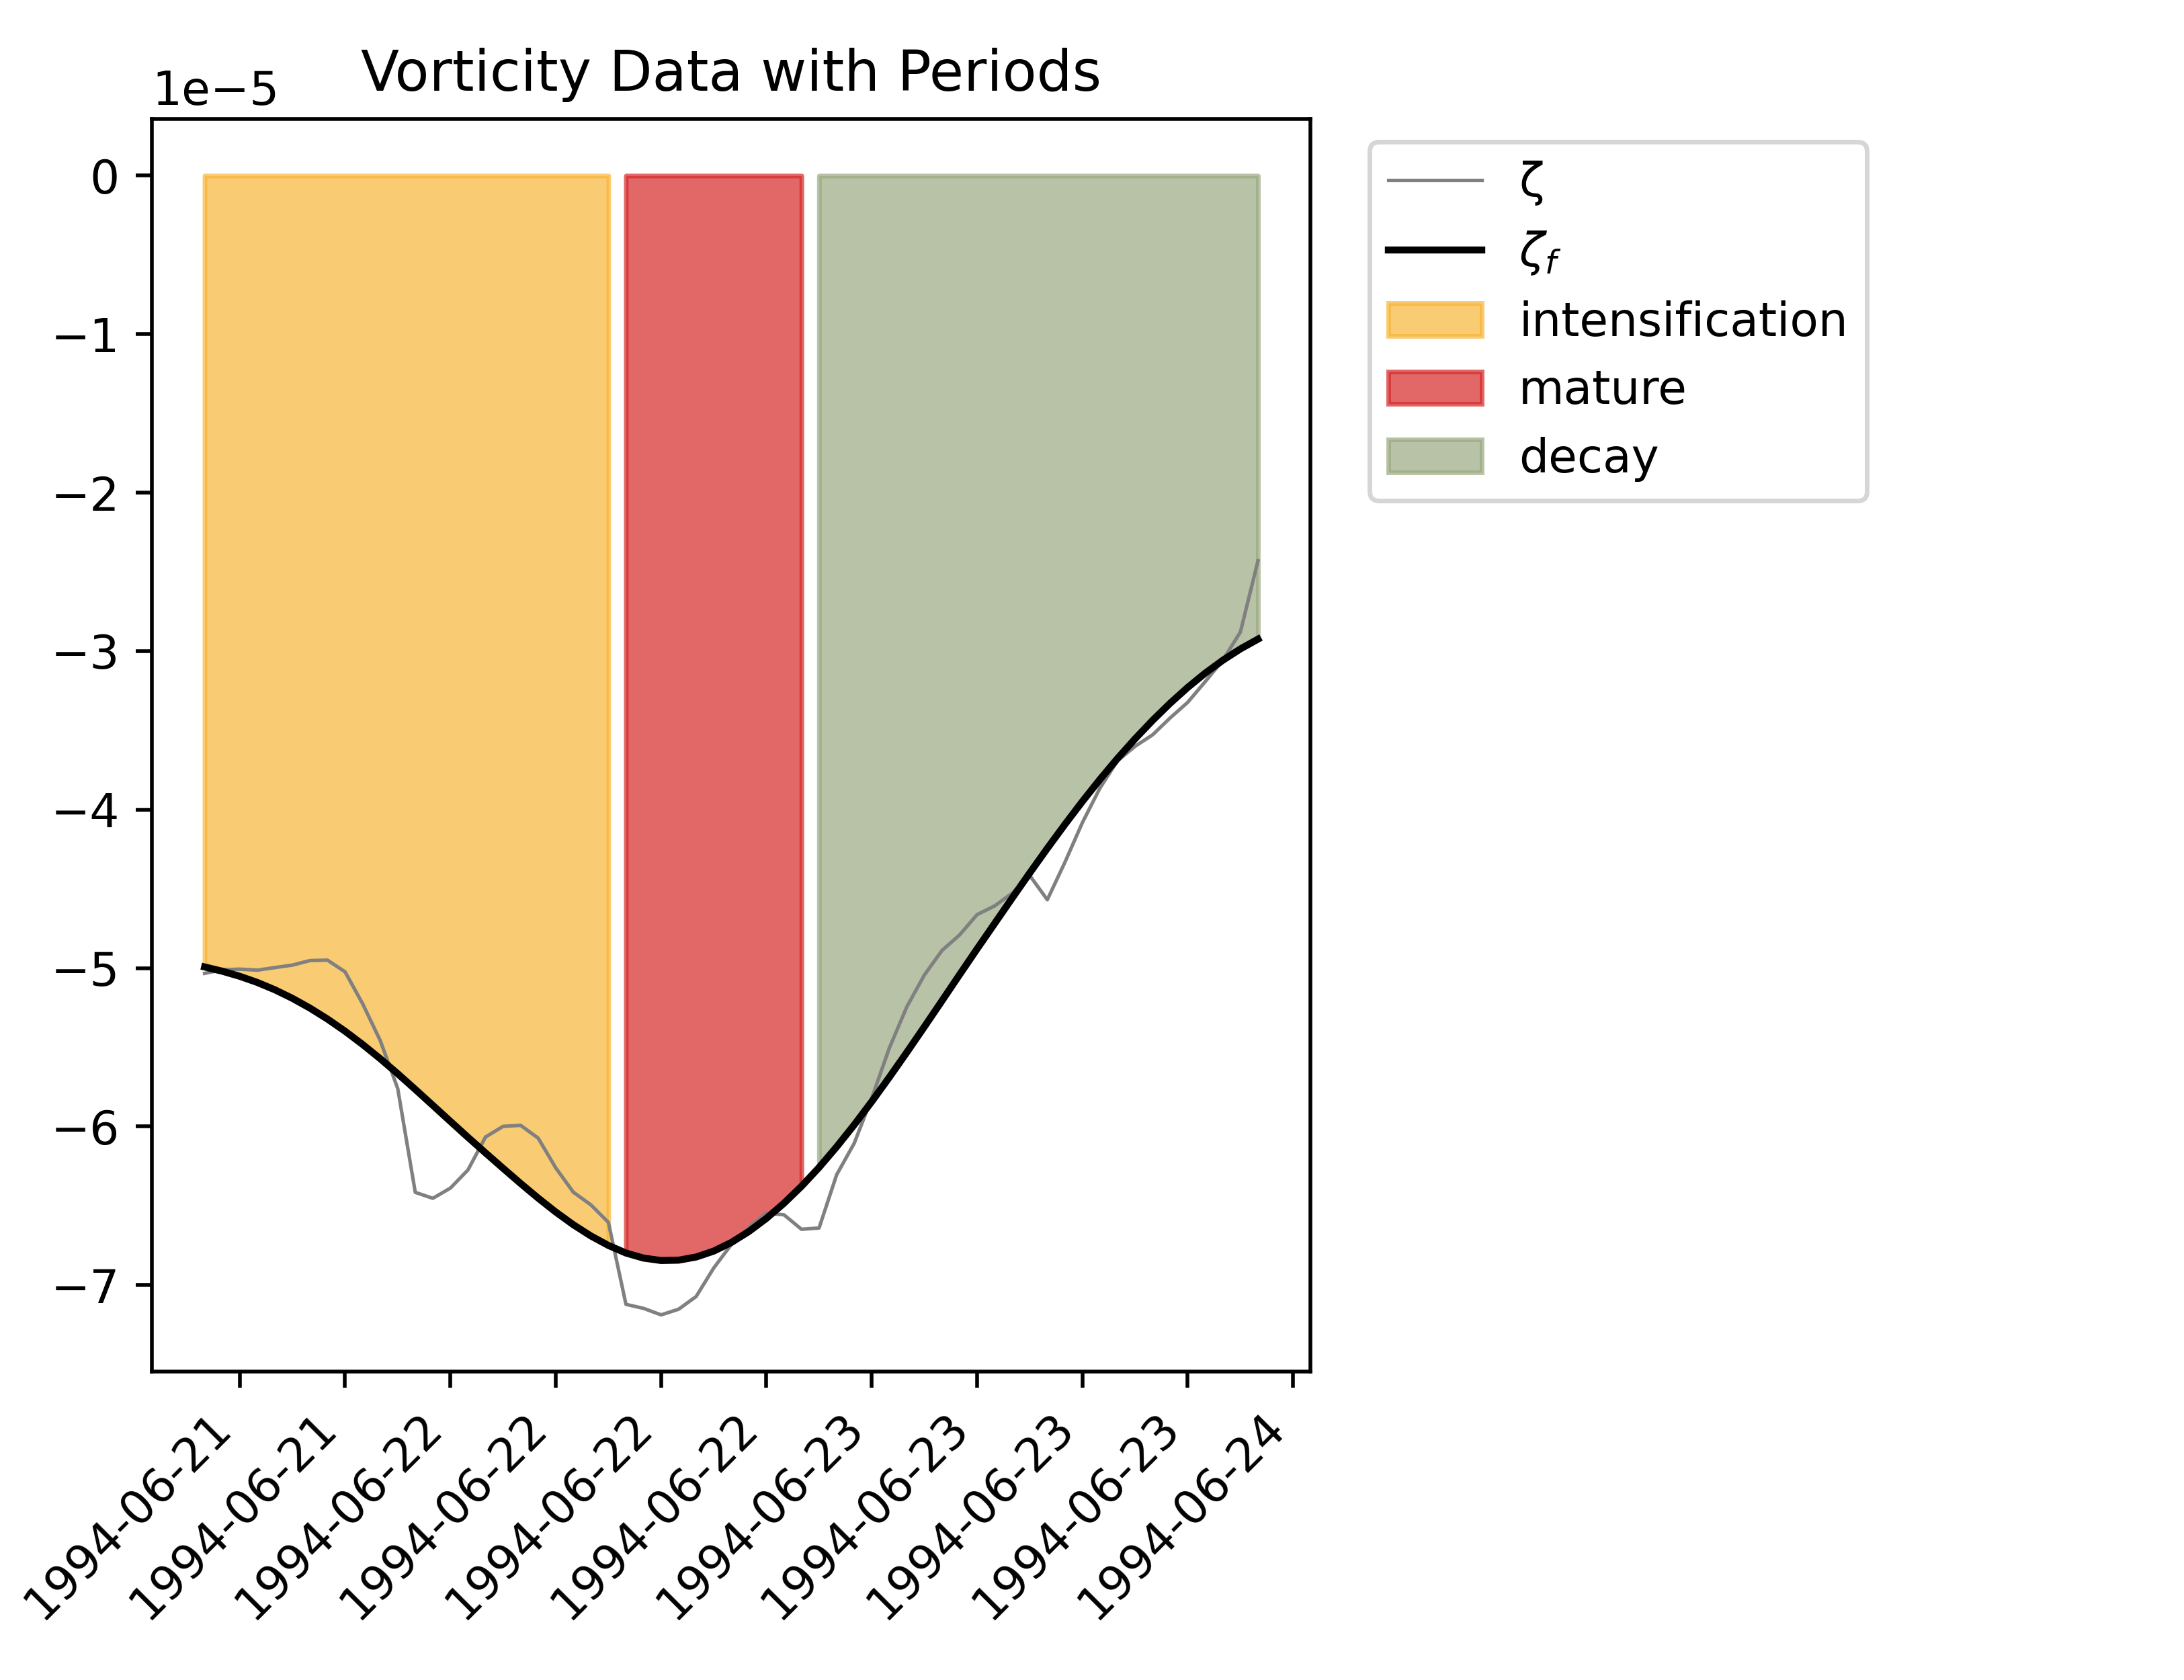 Vorticity Data with Periods
1e−5
0
−1
−2
−3
−4
−5
−6
−7
1994-06-21
1994-06-21
1994-06-22
1994-06-22
1994-06-22
1994-06-22
1994-06-23
1994-06-23
1994-06-23
1994-06-23
1994-06-24
ζ
ζf
intensification
mature
decay